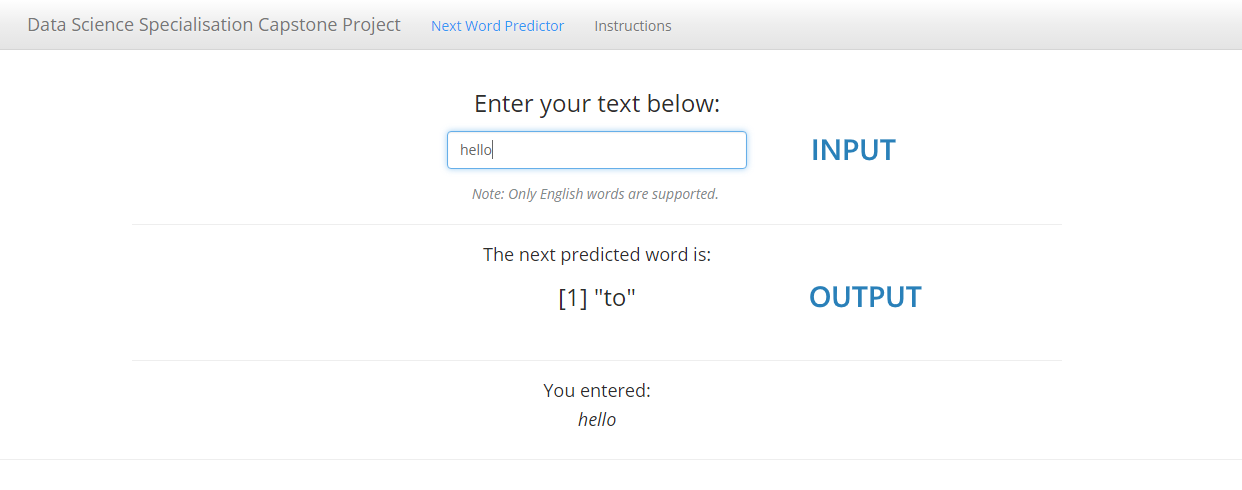 Data Science Specialisation Capstone Project Next Word Predictor Instructions
Enter your text below:
hello
INPUT
Note: Only English words are supported.
The next predicted word is:
[1] "to"
OUTPUT
You entered:
hello